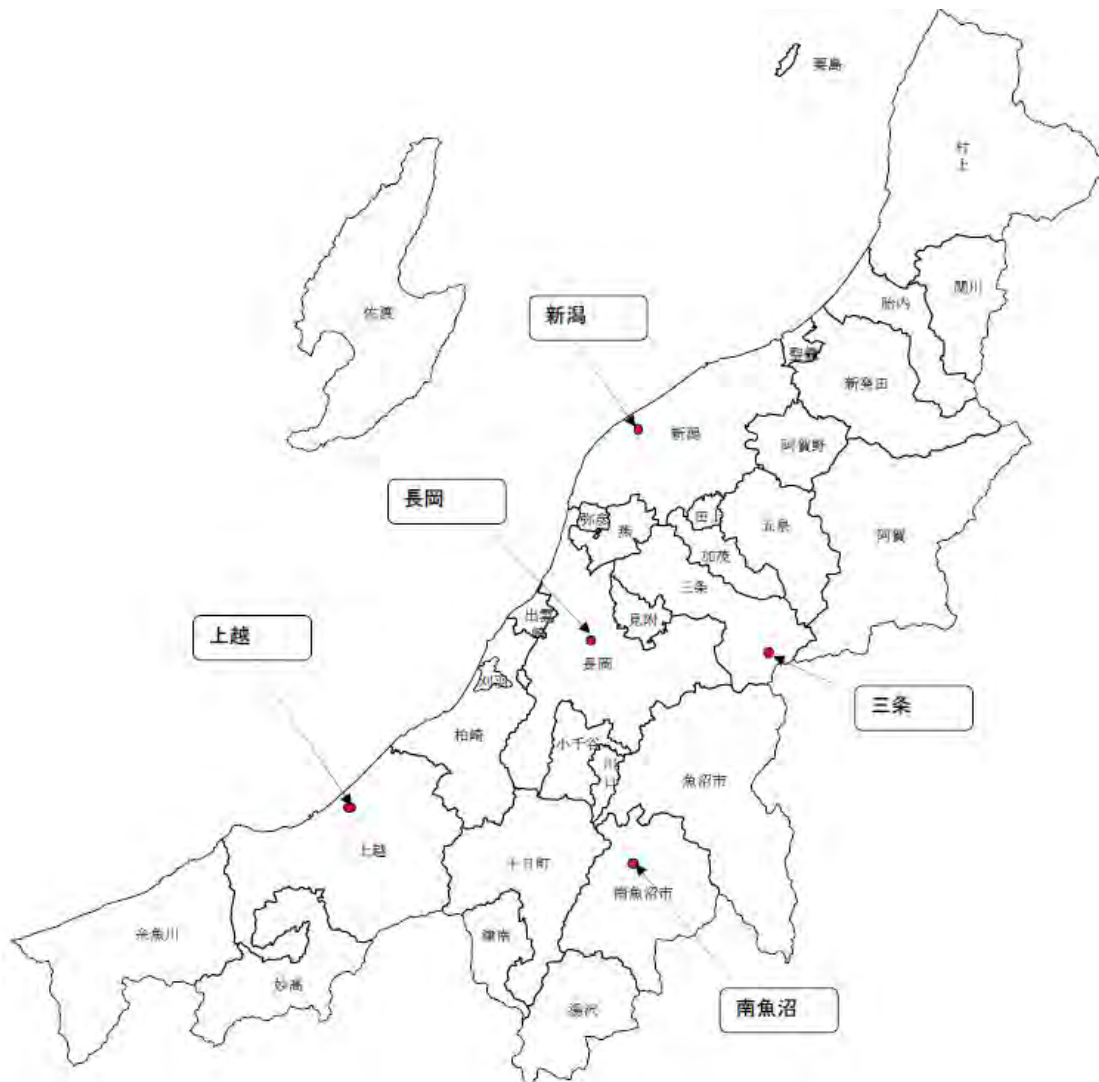 粟島
村上
関川
胎内
佐渡
新潟
聖籠
新発田
新潟
阿賀野
長岡
弥彦
燕
田上
五泉
阿賀
加茂
三条
出雲崎
見附
上越
長岡
刈羽
三条
柏崎
小千谷
川口
魚沼市
上越
十日町
南魚沼市
糸魚川
津南
妙高
南魚沼
湯沢